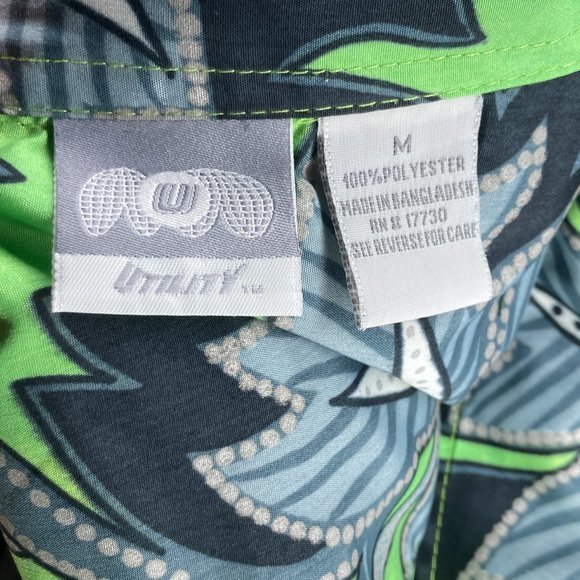 U
UTILITY TM
M
100% POLYESTER
MADE IN BANGLADESH
RN # 17730
SEE REVERSE FOR CARE